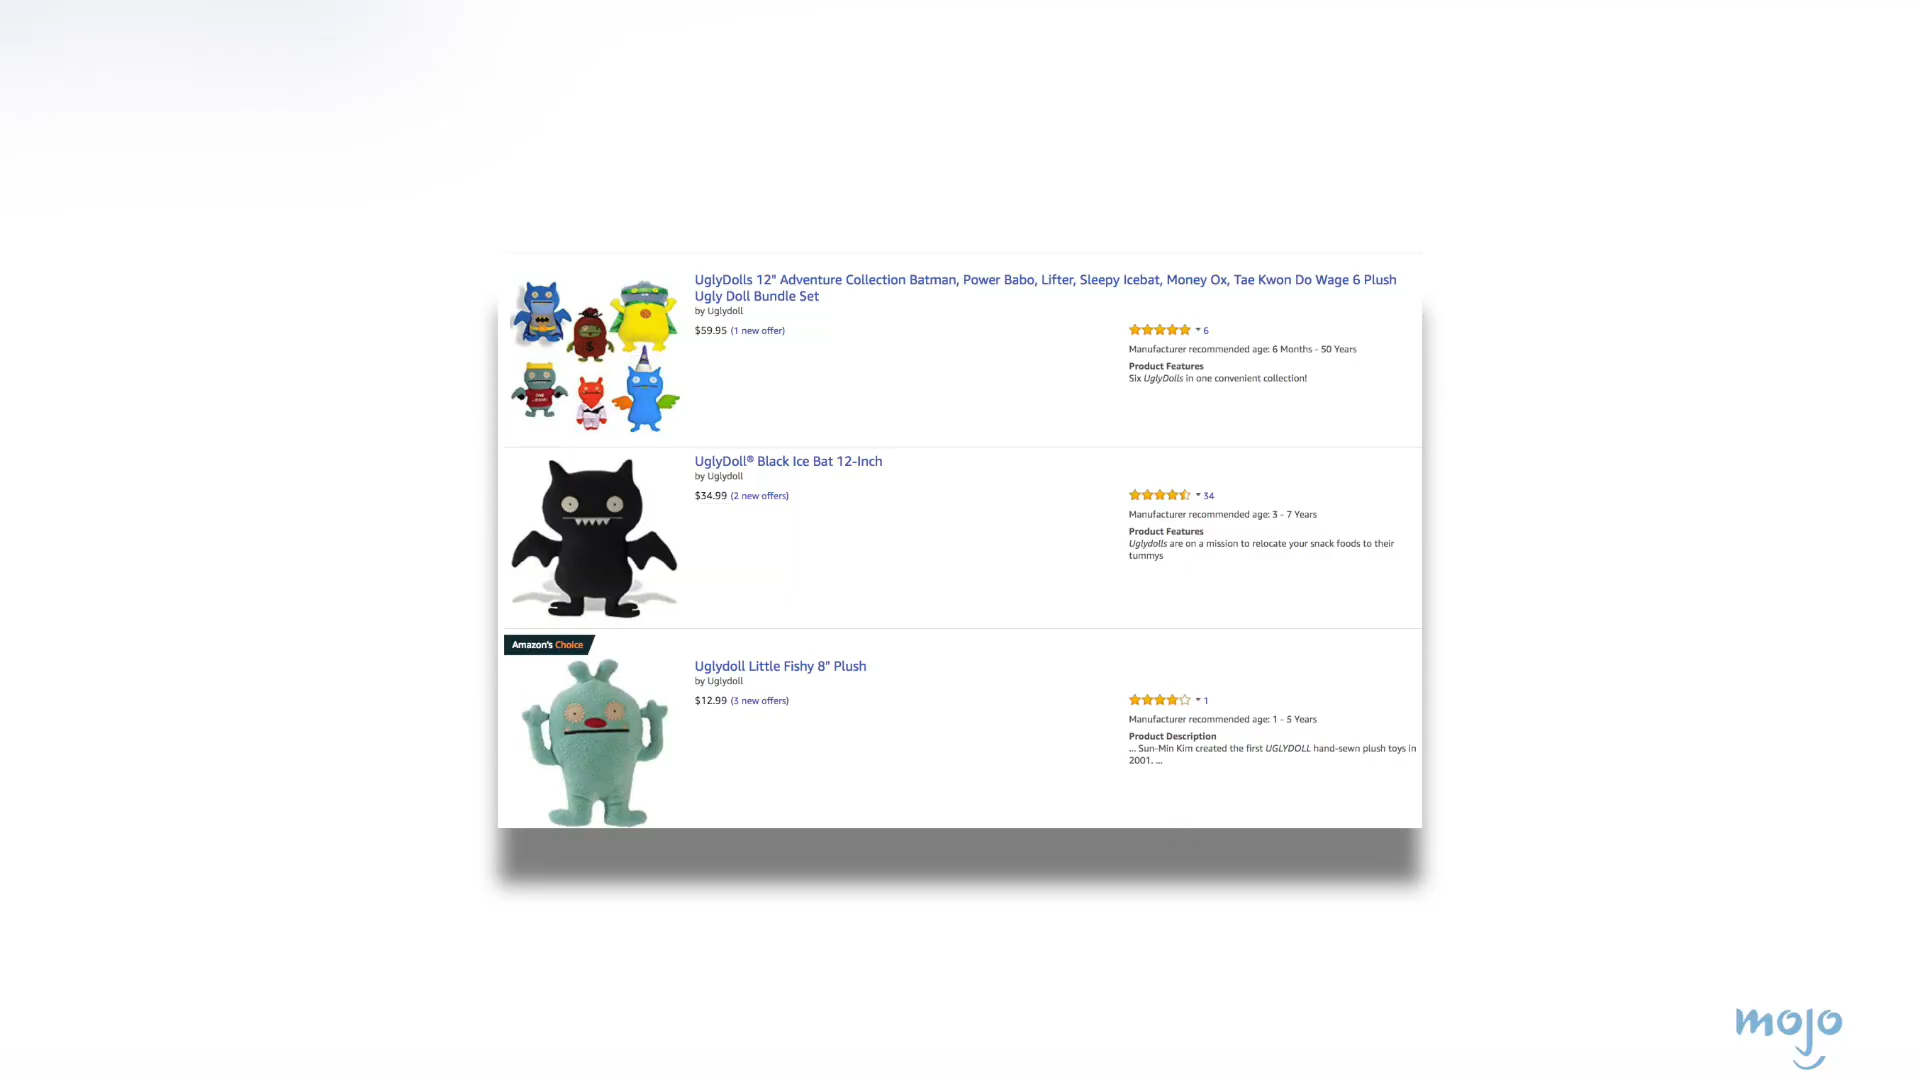 UglyDolls 12" Adventure Collection Batman, Power Babo, Lifter, Sleepy Icebat, Money Ox, Tae Kwon Do Wage 6 Plush
Ugly Doll Bundle Set
by Uglydoll
$59.95 (1 new offer)
6
Manufacturer recommended age: 6 Months - 50 Years
Product Features
Six UglyDolls in one convenient collection!
$
UglyDoll® Black Ice Bat 12-Inch
by Uglydoll
$34.99 (2 new offers)
34
Manufacturer recommended age: 3 - 7 Years
Product Features
Uglydolls are on a mission to relocate your snack foods to their
tummys
Amazon's Choice
Uglydoll Little Fishy 8" Plush
by Uglydoll
$12.99 (3 new offers)
1
Manufacturer recommended age: 1 - 5 Years
Product Description
... Sun-Min Kim created the first UGLYDOLL hand-sewn plush toys in
2001. ...
mojo